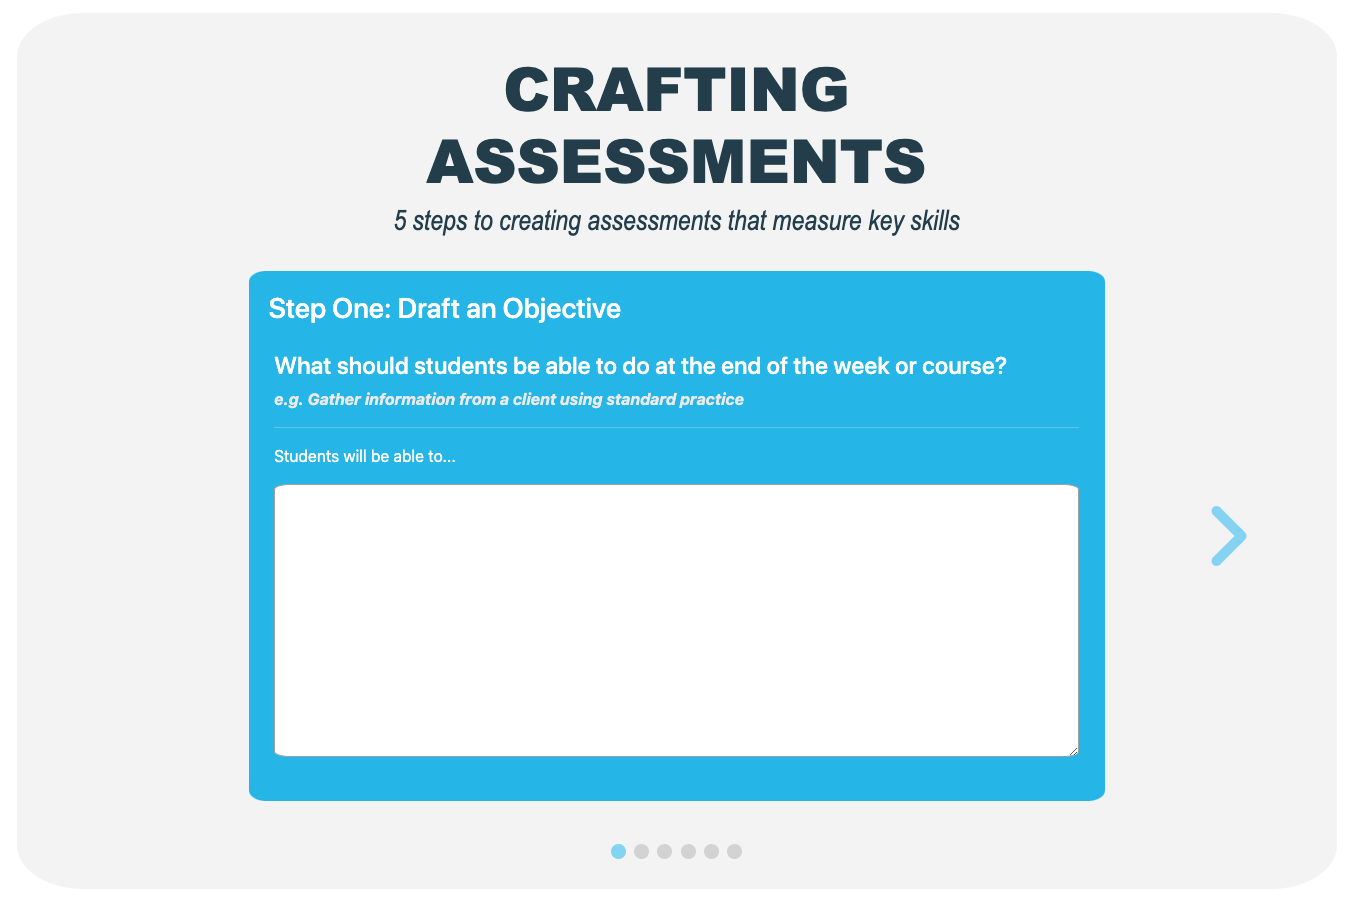 CRAFTING
ASSESSMENTS
5 steps to creating assessments that measure key skills
Step One: Draft an Objective
What should students be able to do at the end of the week or course?
e.g. Gather information from a client using standard practice
Students will be able to...